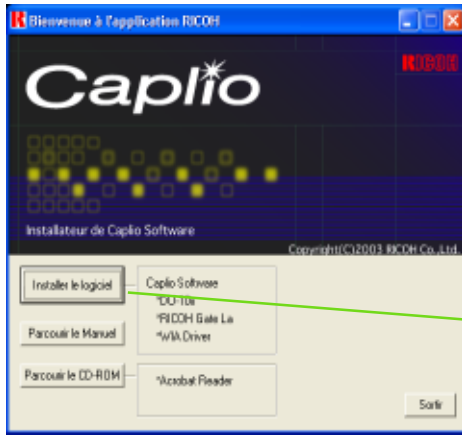 Bienvenue à l'application RICOH
RICOH
Caplio
Installateur de Caplio Software
Copyright(C)2003 RICOH Co.,Ltd.
Installer le logiciel
Caplio Software
*DU-10x
*RICOH Gate La
*WIA Driver
Parcourir le Manuel
Parcourir le CD-ROM
*Acrobat Reader
Sortir